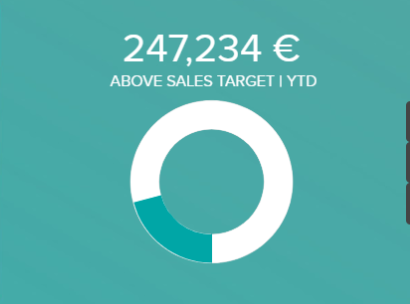 247,234 €
ABOVE SALES TARGET | YTD